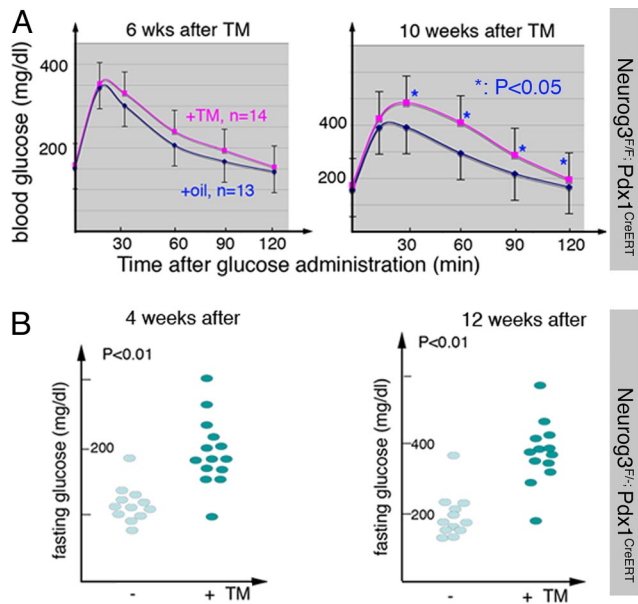 A
6 wks after TM
10 weeks after TM
blood glucose (mg/dl)
400
200
+TM, n=14
+oil, n=13
30 60 90 120
400
200
*: P<0.05
* * * *
30 60 90 120
Time after glucose administration (min)
Neurog3F/F; Pdx1CreERT
B
4 weeks after
12 weeks after
P<0.01
fasting glucose (mg/dl)
200
- + TM
P<0.01
fasting glucose (mg/dl)
400
200
- + TM
Neurog3F/-; Pdx1CreERT